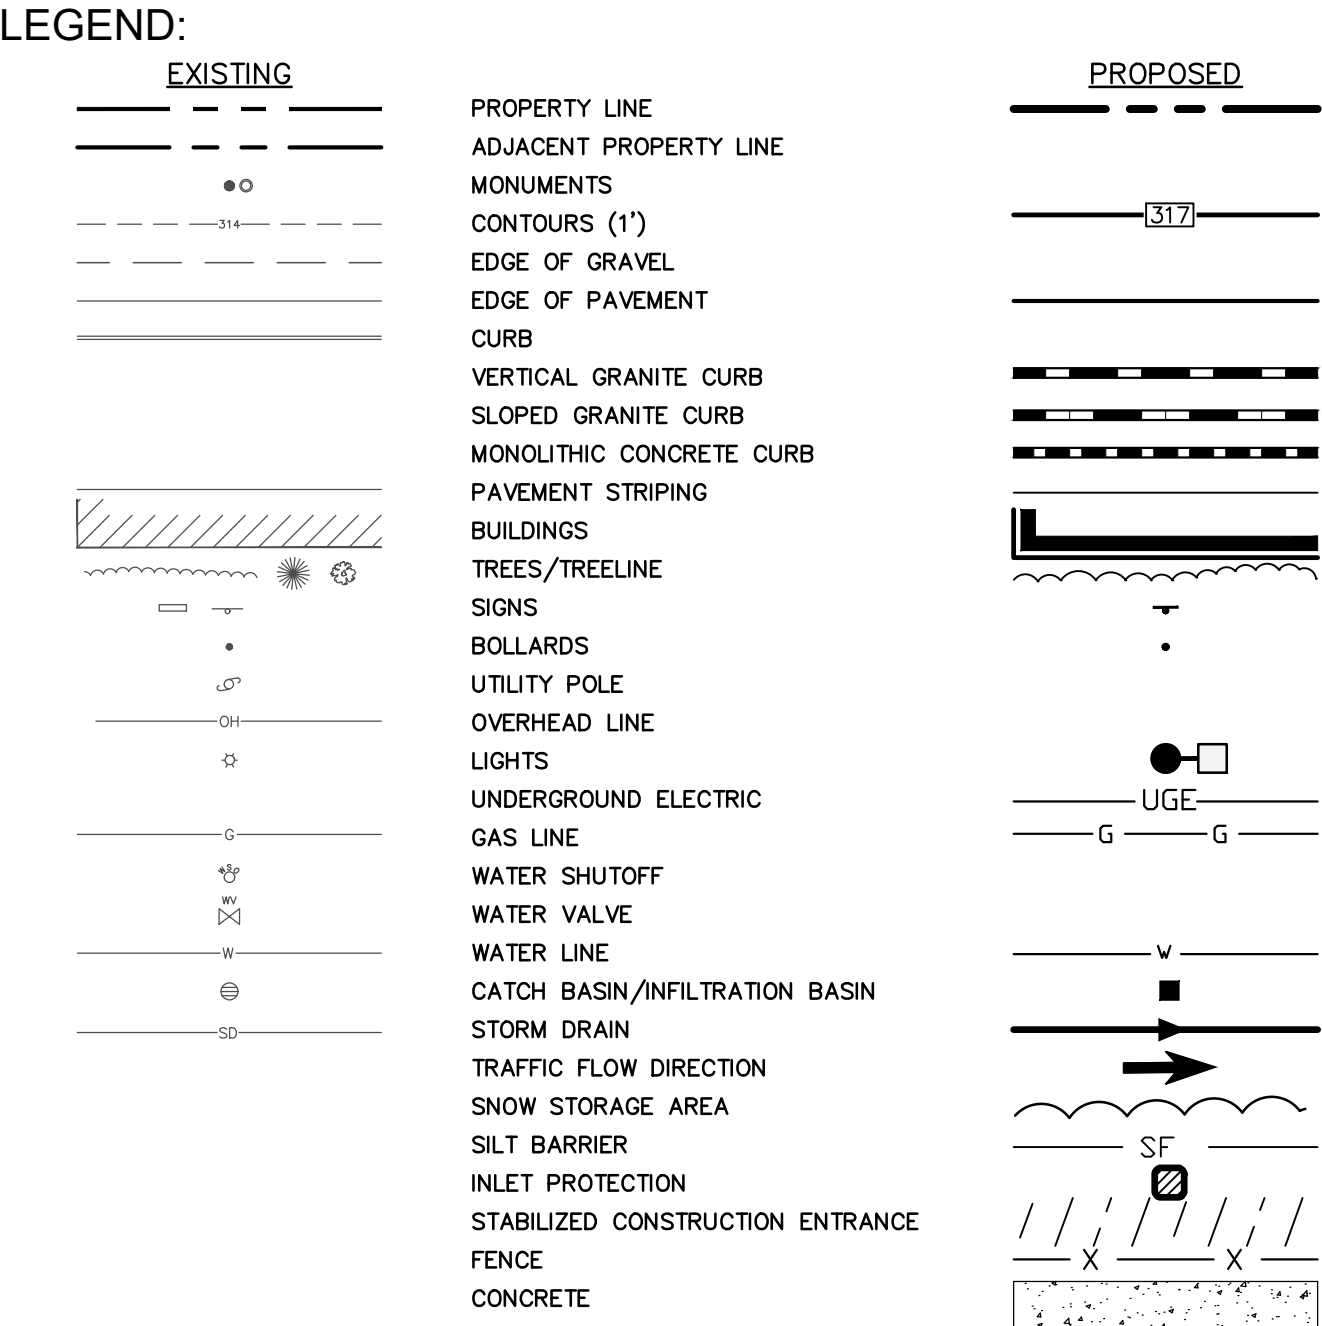 LEGEND:
EXISTING PROPOSED
PROPERTY LINE
ADJACENT PROPERTY LINE
MONUMENTS
314 CONTOURS (1') 317
EDGE OF GRAVEL
EDGE OF PAVEMENT
CURB
VERTICAL GRANITE CURB
SLOPED GRANITE CURB
MONOLITHIC CONCRETE CURB
PAVEMENT STRIPING
BUILDINGS
TREES/TREELINE
SIGNS
BOLLARDS
UTILITY POLE
OH OVERHEAD LINE
LIGHTS
UNDERGROUND ELECTRIC UGE
G GAS LINE G G
WSO WATER SHUTOFF
WV WATER VALVE
W WATER LINE W
CATCH BASIN/INFILTRATION BASIN
SD STORM DRAIN
TRAFFIC FLOW DIRECTION
SNOW STORAGE AREA
SILT BARRIER SF
INLET PROTECTION
STABILIZED CONSTRUCTION ENTRANCE
FENCE X X
CONCRETE